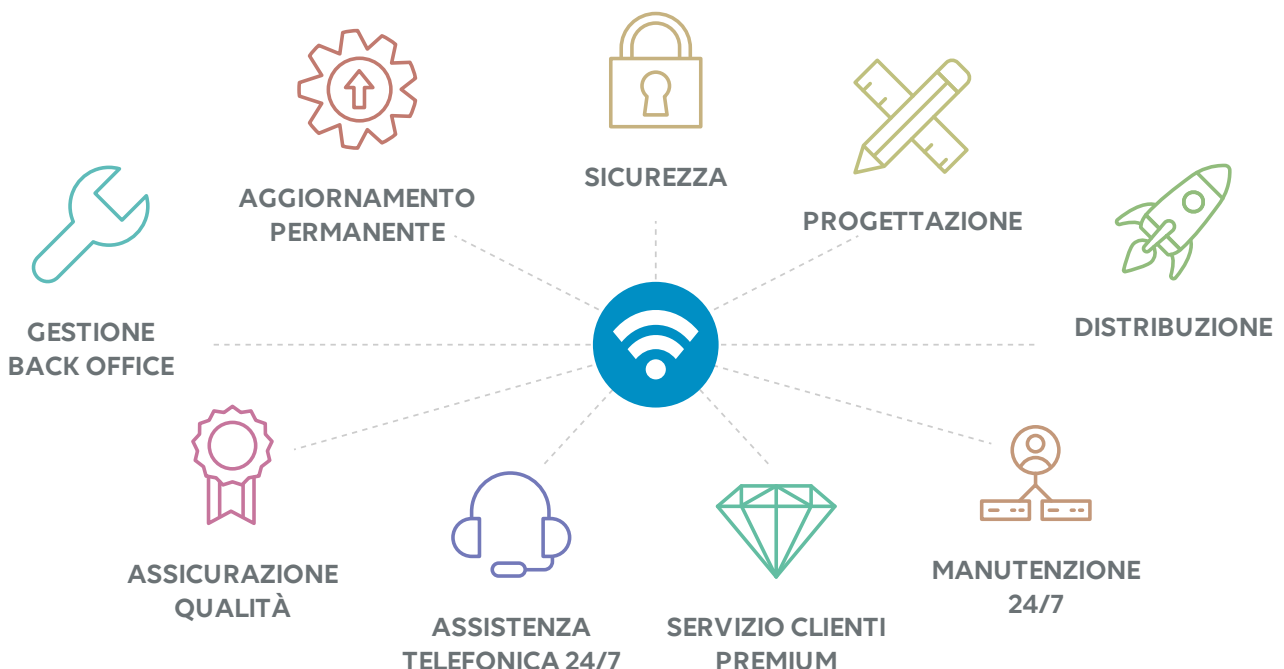 SICUREZZA
AGGIORNAMENTO
PERMANENTE
PROGETTAZIONE
GESTIONE
BACK OFFICE
DISTRIBUZIONE
ASSICURAZIONE
QUALITÀ
ASSISTENZA
TELEFONICA 24/7
SERVIZIO CLIENTI
PREMIUM
MANUTENZIONE
24/7